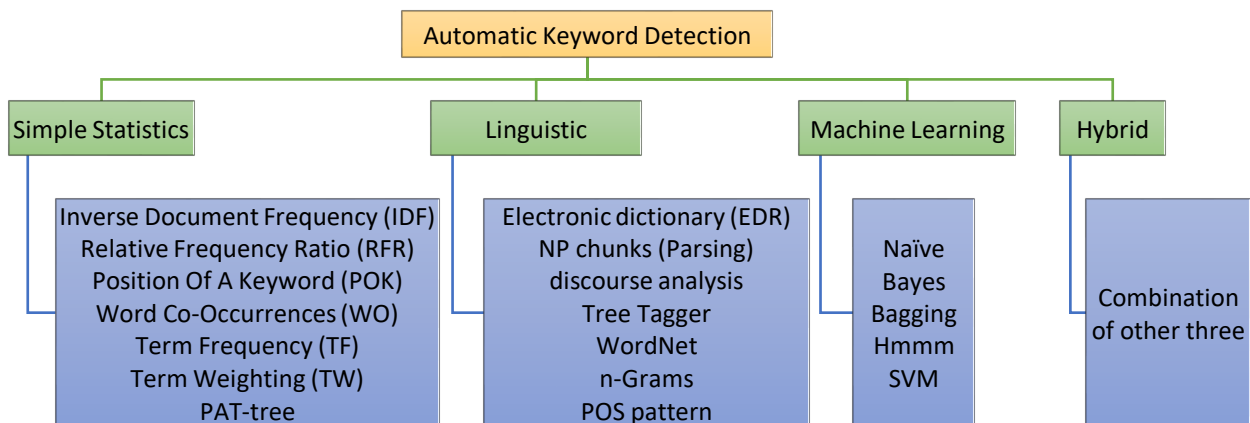 Automatic Keyword Detection
Simple Statistics
Linguistic
Machine Learning
Hybrid
Inverse Document Frequency (IDF)
Relative Frequency Ratio (RFR)
Position Of A Keyword (POK)
Word Co-Occurrences (WO)
Term Frequency (TF)
Term Weighting (TW)
PAT-tree
Electronic dictionary (EDR)
NP chunks (Parsing)
discourse analysis
Tree Tagger
WordNet
n-Grams
POS pattern
Naïve
Bayes
Bagging
Hmmm
SVM
Combination
of other three